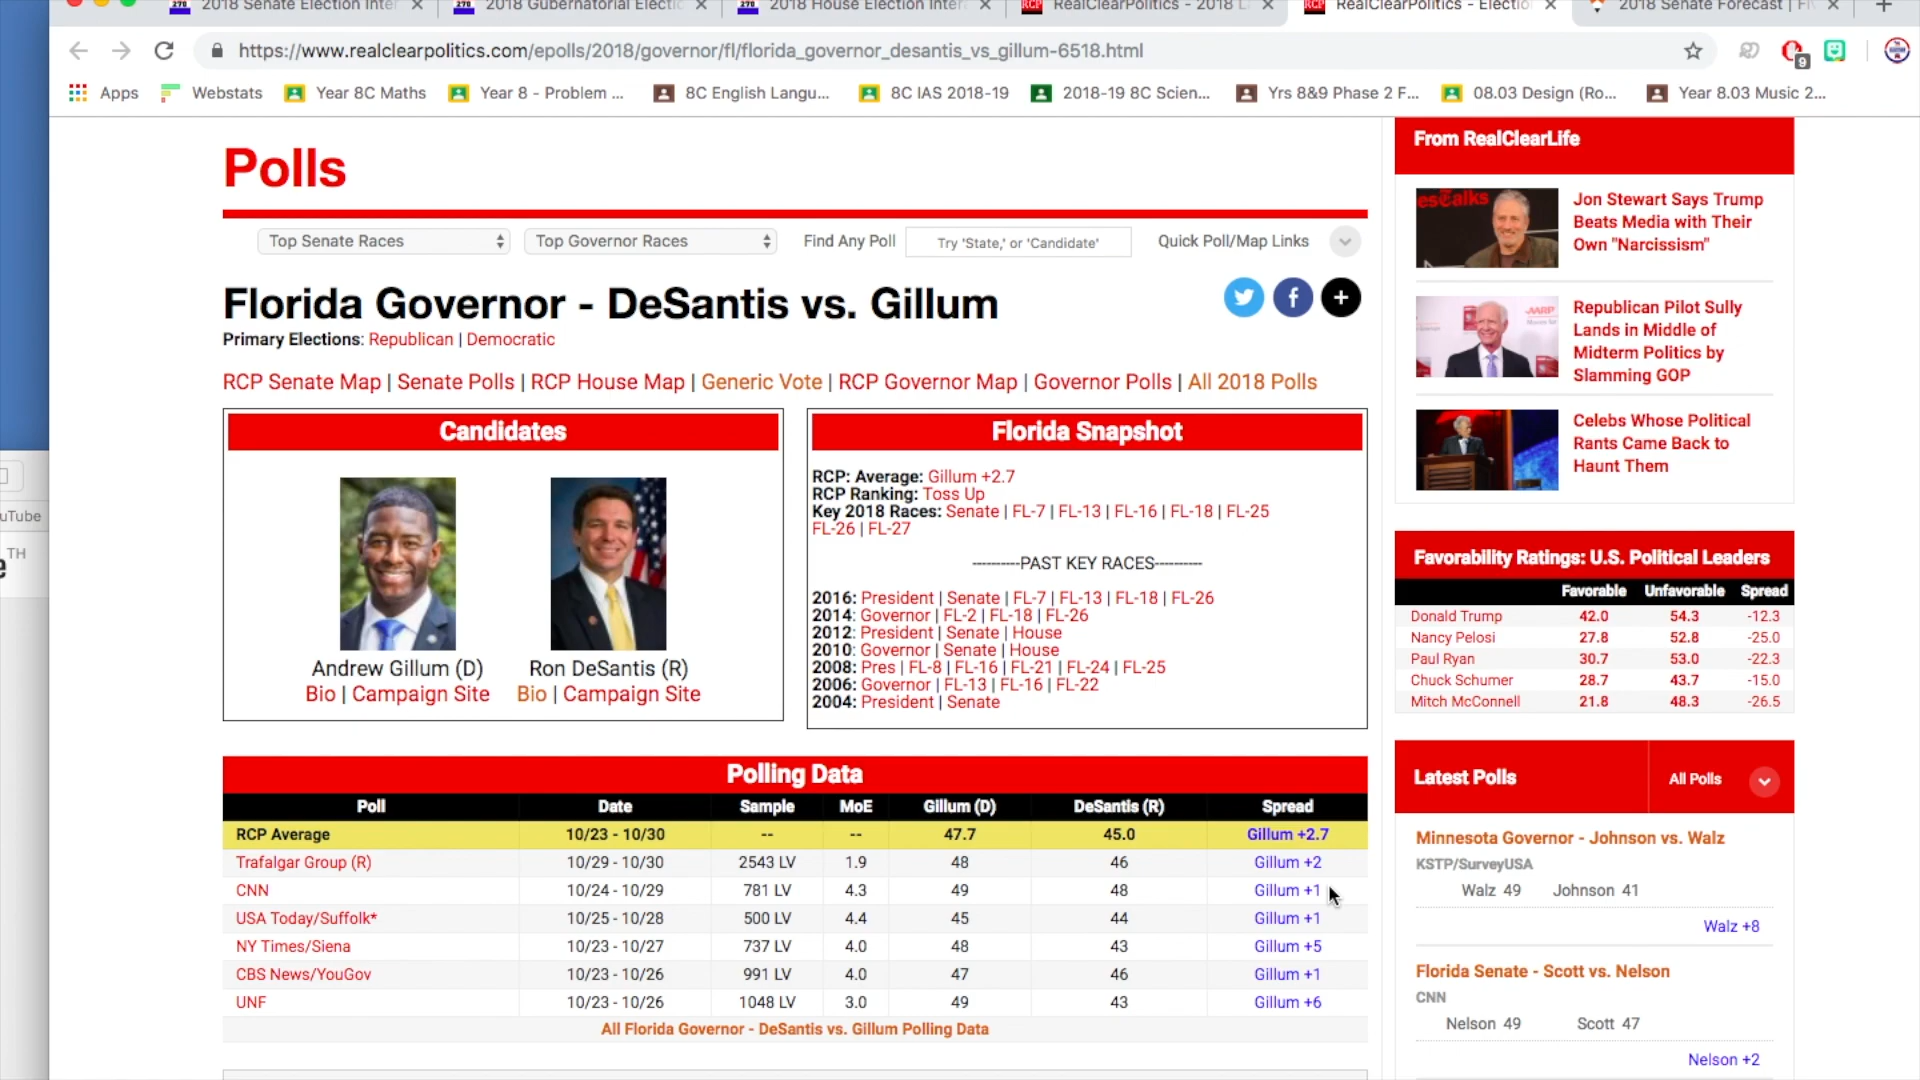 2018 Senate Election Inter
2018 Gubernatorial Electio
2018 House Election Intera
RealClearPolitics - 2018 L
RealClearPolitics - Electio
2018 Senate Forecast | Fiv
https://www.realclearpolitics.com/epolls/2018/governor/fl/florida_governor_desantis_vs_gillum-6518.html
9
Apps
Webstats
Year 8C Maths
Year 8 - Problem ...
8C English Langu...
8C IAS 2018-19
2018-19 8C Scien...
Yrs 8&9 Phase 2 F...
08.03 Design (Ro...
Year 8.03 Music 2...
uTube
TH
Polls
Top Senate Races
Top Governor Races
Find Any Poll
Try 'State,' or 'Candidate'
Quick Poll/Map Links
Florida Governor - DeSantis vs. Gillum
Primary Elections: Republican | Democratic
RCP Senate Map | Senate Polls | RCP House Map | Generic Vote | RCP Governor Map | Governor Polls | All 2018 Polls
Candidates
Andrew Gillum (D)
Bio | Campaign Site
Ron DeSantis (R)
Bio | Campaign Site
Florida Snapshot
RCP: Average: Gillum +2.7
RCP Ranking: Toss Up
Key 2018 Races: Senate | FL-7 | FL-13 | FL-16 | FL-18 | FL-25
FL-26 | FL-27
----------PAST KEY RACES----------
2016: President | Senate | FL-7 | FL-13 | FL-18 | FL-26
2014: Governor | FL-2 | FL-18 | FL-26
2012: President | Senate | House
2010: Governor | Senate | House
2008: Pres | FL-8 | FL-16 | FL-21 | FL-24 | FL-25
2006: Governor | FL-13 | FL-16 | FL-22
2004: President | Senate
Polling Data
Poll Date Sample MoE Gillum (D) DeSantis (R) Spread
RCP Average 10/23 - 10/30 -- -- 47.7 45.0 Gillum +2.7
Trafalgar Group (R) 10/29 - 10/30 2543 LV 1.9 48 46 Gillum +2
CNN 10/24 - 10/29 781 LV 4.3 49 48 Gillum +1
USA Today/Suffolk* 10/25 - 10/28 500 LV 4.4 45 44 Gillum +1
NY Times/Siena 10/23 - 10/27 737 LV 4.0 48 43 Gillum +5
CBS News/YouGov 10/23 - 10/26 991 LV 4.0 47 46 Gillum +1
UNF 10/23 - 10/26 1048 LV 3.0 49 43 Gillum +6
All Florida Governor - DeSantis vs. Gillum Polling Data
From RealClearLife
esTalks
Jon Stewart Says Trump
Beats Media with Their
Own "Narcissism"
AARP
Republican Pilot Sully
Lands in Middle of
Midterm Politics by
Slamming GOP
Celebs Whose Political
Rants Came Back to
Haunt Them
Favorability Ratings: U.S. Political Leaders
Favorable Unfavorable Spread
Donald Trump 42.0 54.3 -12.3
Nancy Pelosi 27.8 52.8 -25.0
Paul Ryan 30.7 53.0 -22.3
Chuck Schumer 28.7 43.7 -15.0
Mitch McConnell 21.8 48.3 -26.5
Latest Polls
All Polls
Minnesota Governor - Johnson vs. Walz
KSTP/SurveyUSA
Walz 49 Johnson 41
Walz +8
Florida Senate - Scott vs. Nelson
CNN
Nelson 49 Scott 47
Nelson +2